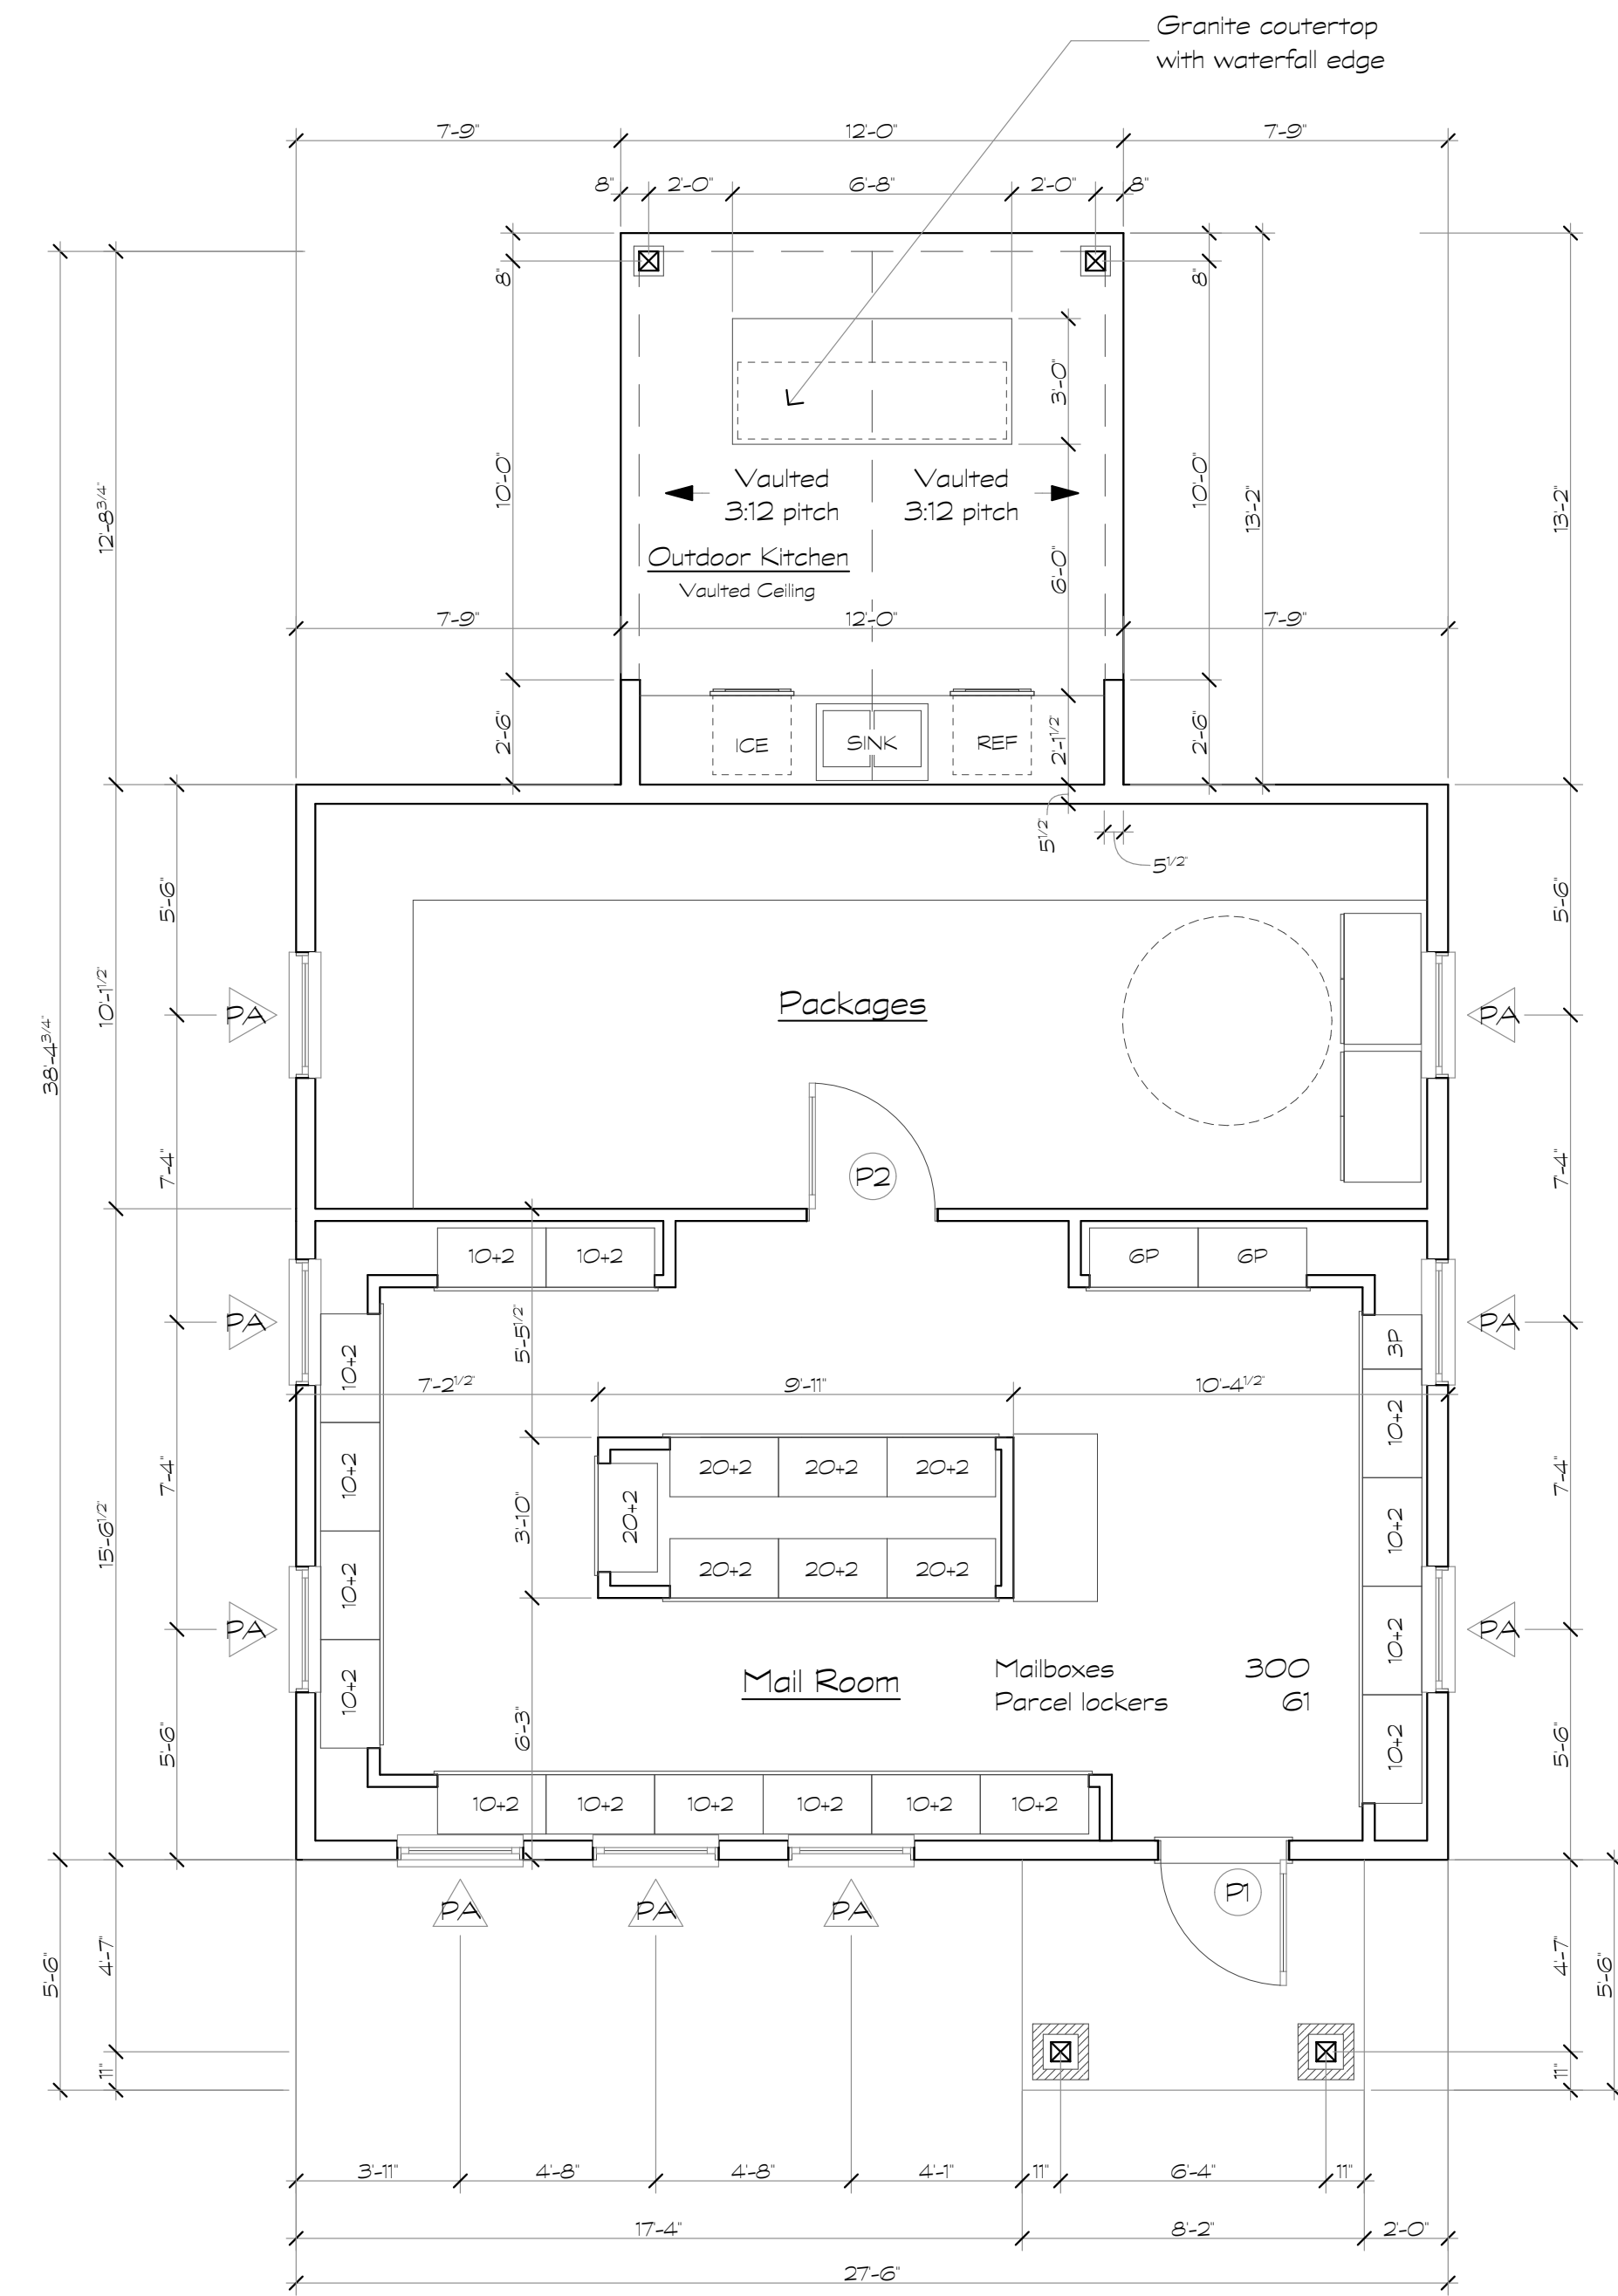 Granite coutertop
with waterfall edge
7'-9" 12'-0" 7'-9"
8" 2'-0" 6'-8" 2'-0" 8"
8" 8"
3'-0"
12'-8 3/4" 10'-0" 10'-0" 13'-2" 13'-2"
Vaulted Vaulted
3:12 pitch 3:12 pitch
Outdoor Kitchen
Vaulted Ceiling
6'-0"
7'-9" 12'-0" 7'-9"
2'-6" ICE SINK REF 2'-1 1/2" 2'-6"
5 1/2" 5 1/2"
5'-6" 5'-6"
10'-1 1/2"
Packages
PA PA
38'-4 3/4"
7'-4" 7'-4"
P2
10+2 10+2 6P 6P
PA PA
5'-5 1/2"
10+2 3P
7'-2 1/2" 9'-11" 10'-4 1/2"
10+2
20+2 20+2 20+2
10+2
7'-4" 7'-4"
15'-6 1/2" 3'-10" 20+2
10+2
20+2 20+2 20+2
10+2
PA PA
10+2
Mail Room
Mailboxes 300
Parcel lockers 61
10+2
5'-6" 6'-3" 5'-6"
10+2
10+2 10+2 10+2 10+2 10+2 10+2
P1
PA PA PA
5'-6" 4'-7" 4'-7" 5'-6"
11" 11"
3'-11" 4'-8" 4'-8" 4'-1" 11" 6'-4" 11"
17'-4" 8'-2" 2'-0"
27'-6"